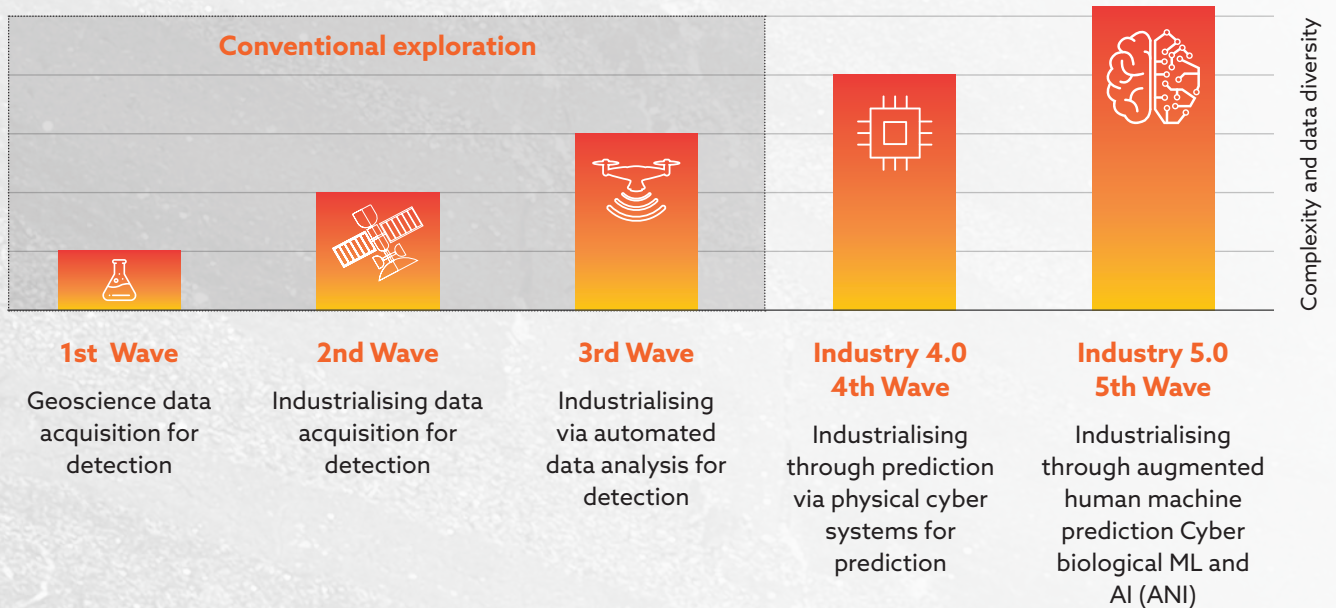 Conventional exploration
Complexity and data diversity
1st Wave
Geoscience data
acquisition for
detection
2nd Wave
Industrialising data
acquisition for
detection
3rd Wave
Industrialising
via automated
data analysis for
detection
Industry 4.0
4th Wave
Industrialising
through prediction
via physical cyber
systems for
prediction
Industry 5.0
5th Wave
Industrialising
through augmented
human machine
prediction Cyber
biological ML and
AI (ANI)